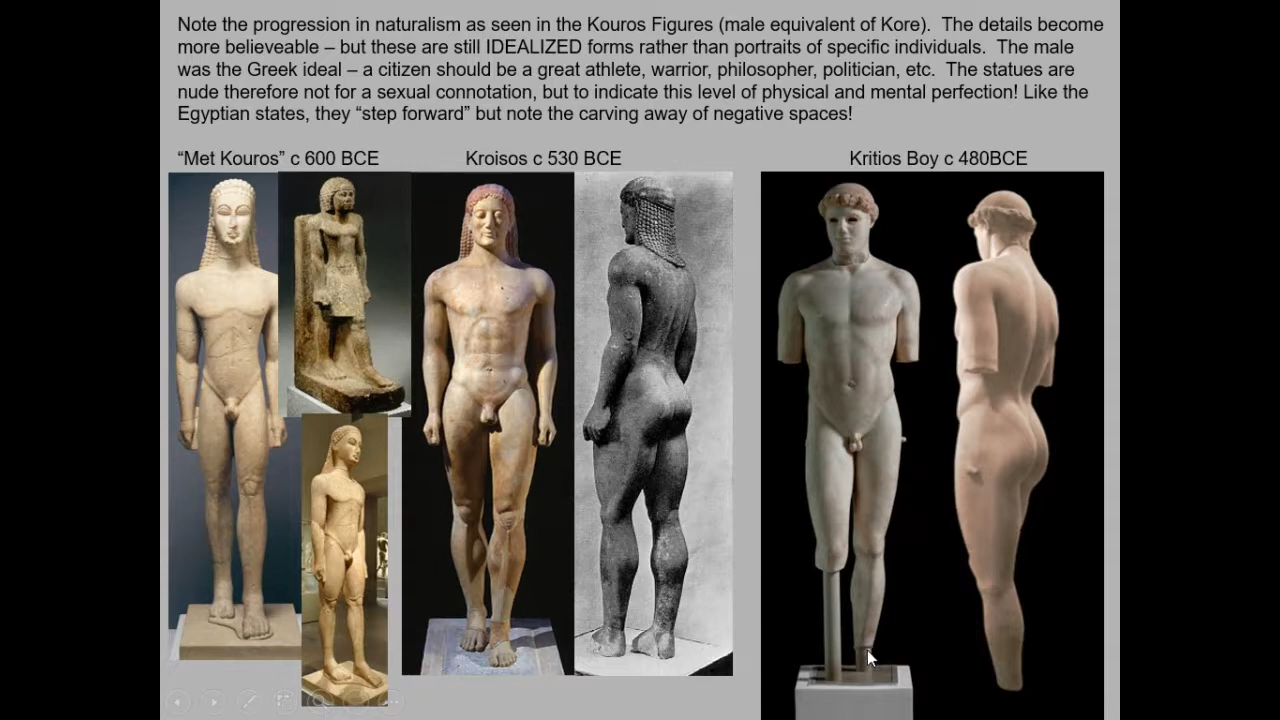 Note the progression in naturalism as seen in the Kouros Figures (male equivalent of Kore).  The details become
more believeable – but these are still IDEALIZED forms rather than portraits of specific individuals.  The male
was the Greek ideal – a citizen should be a great athlete, warrior, philosopher, politician, etc.  The statues are
nude therefore not for a sexual connotation, but to indicate this level of physical and mental perfection! Like the
Egyptian states, they “step forward” but note the carving away of negative spaces!
“Met Kouros” c 600 BCE
Kroisos c 530 BCE
Kritios Boy c 480BCE